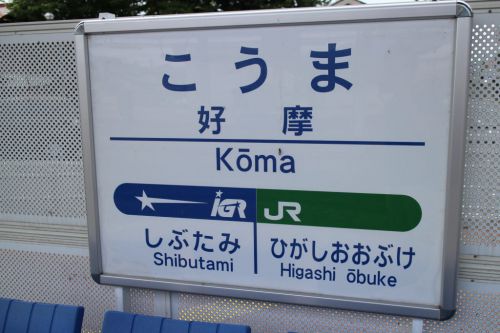 こうま
好摩
Kōma
IGR JR
しぶたみ ひがしおおぶけ
Shibutami Higashi ōbuke